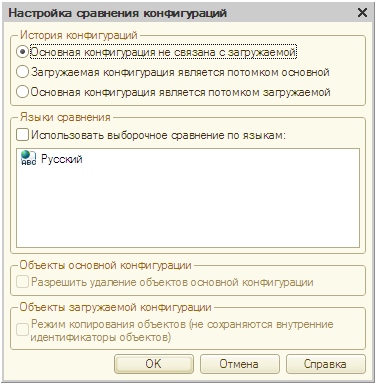 Настройка сравнения конфигураций
История конфигураций
Основная конфигурация не связана с загружаемой
Загружаемая конфигурация является потомком основной
Основная конфигурация является потомком загружаемой
Языки сравнения
Использовать выборочное сравнение по языкам:
ABC Русский
Объекты основной конфигурации
Разрешить удаление объектов основной конфигурации
Объекты загружаемой конфигурации
Режим копирования объектов (не сохраняются внутренние
идентификаторы объектов)
OK Отмена Справка